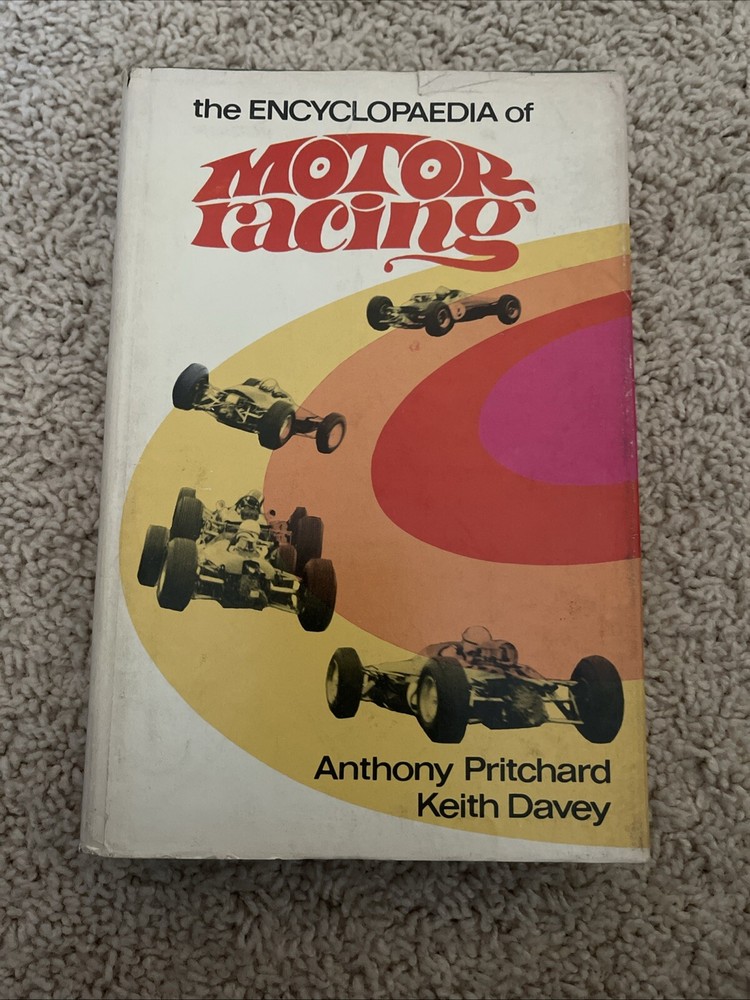 the ENCYCLOPAEDIA of
MOTOR
racing
Anthony Pritchard
Keith Davey